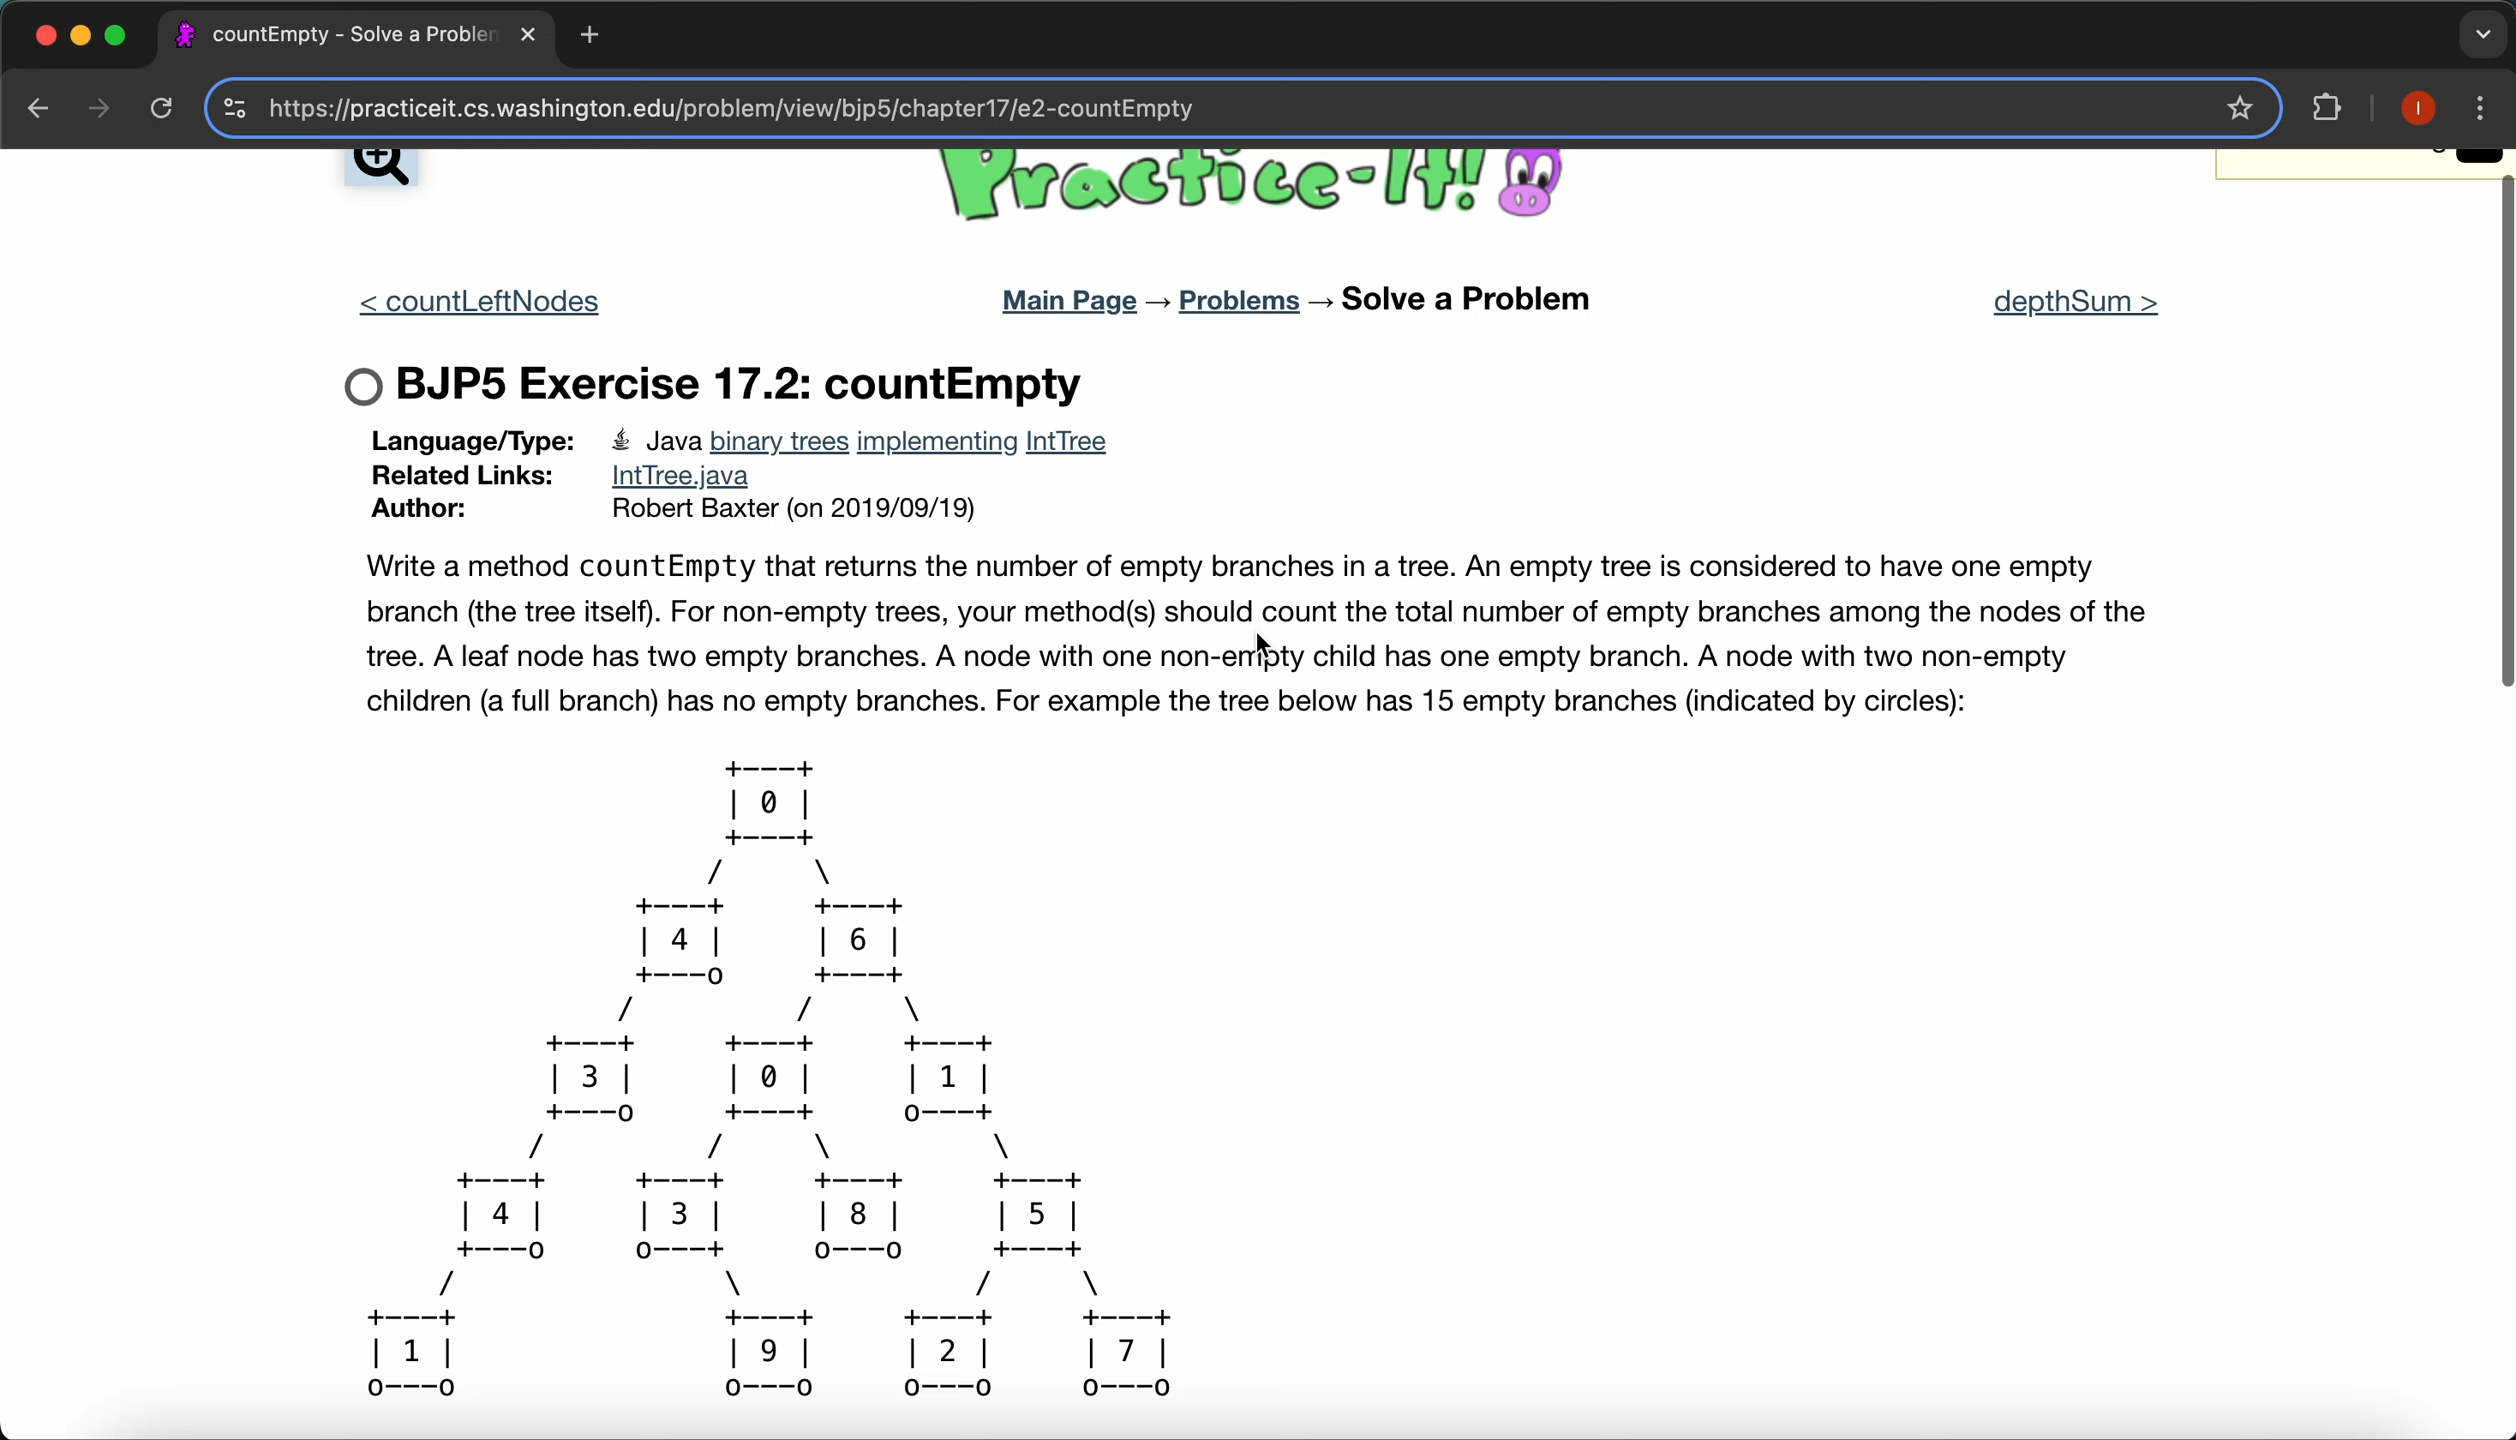 countEmpty - Solve a Problem
https://practiceit.cs.washington.edu/problem/view/bjp5/chapter17/e2-countEmpty
I
Practice-It!
< countLeftNodes
Main Page → Problems → Solve a Problem
depthSum >
BJP5 Exercise 17.2: countEmpty
Language/Type: Java binary trees implementing IntTree
Related Links: IntTree.java
Author: Robert Baxter (on 2019/09/19)
Write a method countEmpty that returns the number of empty branches in a tree. An empty tree is considered to have one empty
branch (the tree itself). For non-empty trees, your method(s) should count the total number of empty branches among the nodes of the
tree. A leaf node has two empty branches. A node with one non-empty child has one empty branch. A node with two non-empty
children (a full branch) has no empty branches. For example the tree below has 15 empty branches (indicated by circles):
+---+
| 0 |
+---+
/ \
+---+ +---+
| 4 | | 6 |
+---o +---+
/ / \
+---+ +---+ +---+
| 3 | | 0 | | 1 |
+---o +---+ o---+
/ / \ \
+---+ +---+ +---+ +---+
| 4 | | 3 | | 8 | | 5 |
+---o o---+ o---o +---+
/ \ / \
+---+ +---+ +---+ +---+
| 1 | | 9 | | 2 | | 7 |
o---o o---o o---o o---o